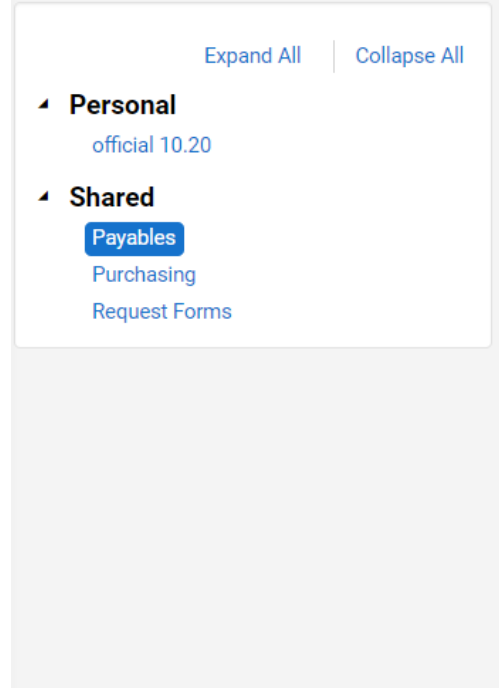 Expand All Collapse All
Personal
official 10.20
Shared
Payables
Purchasing
Request Forms